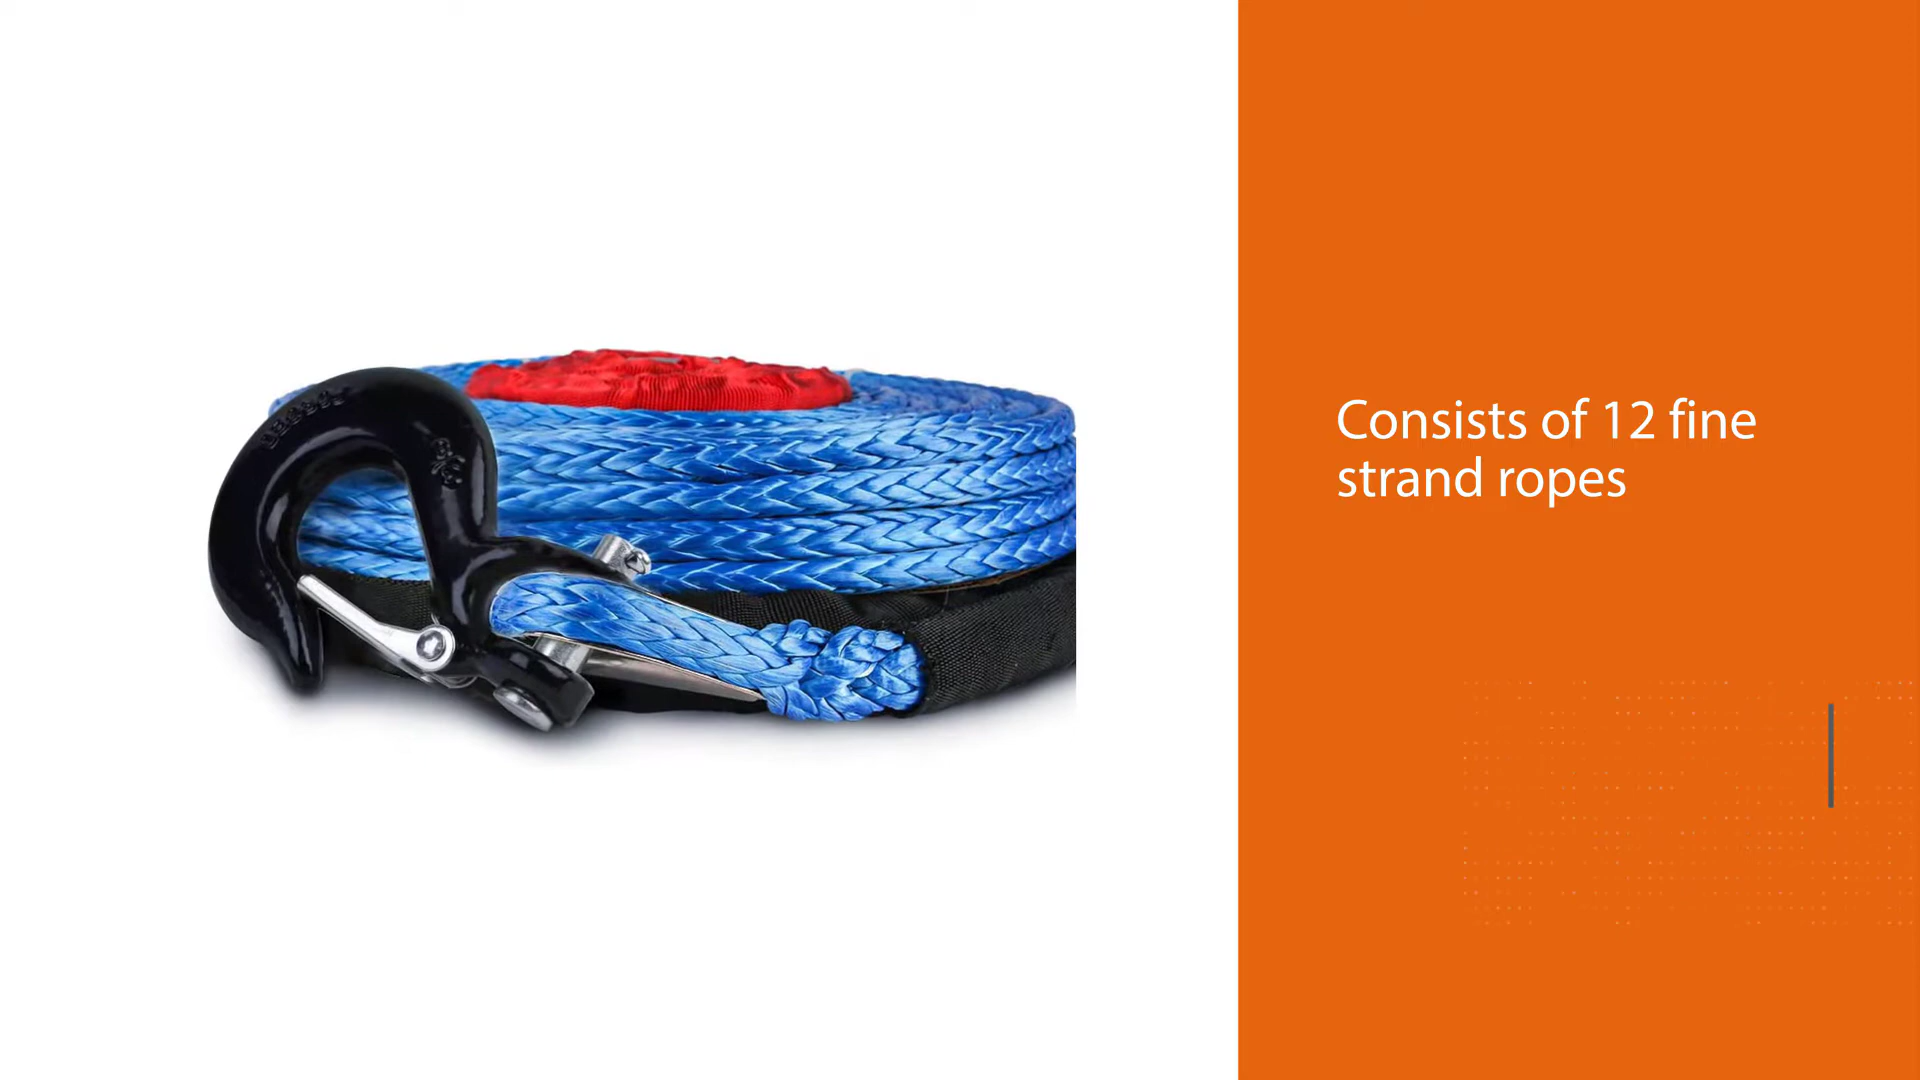 Consists of 12 fine
strand ropes